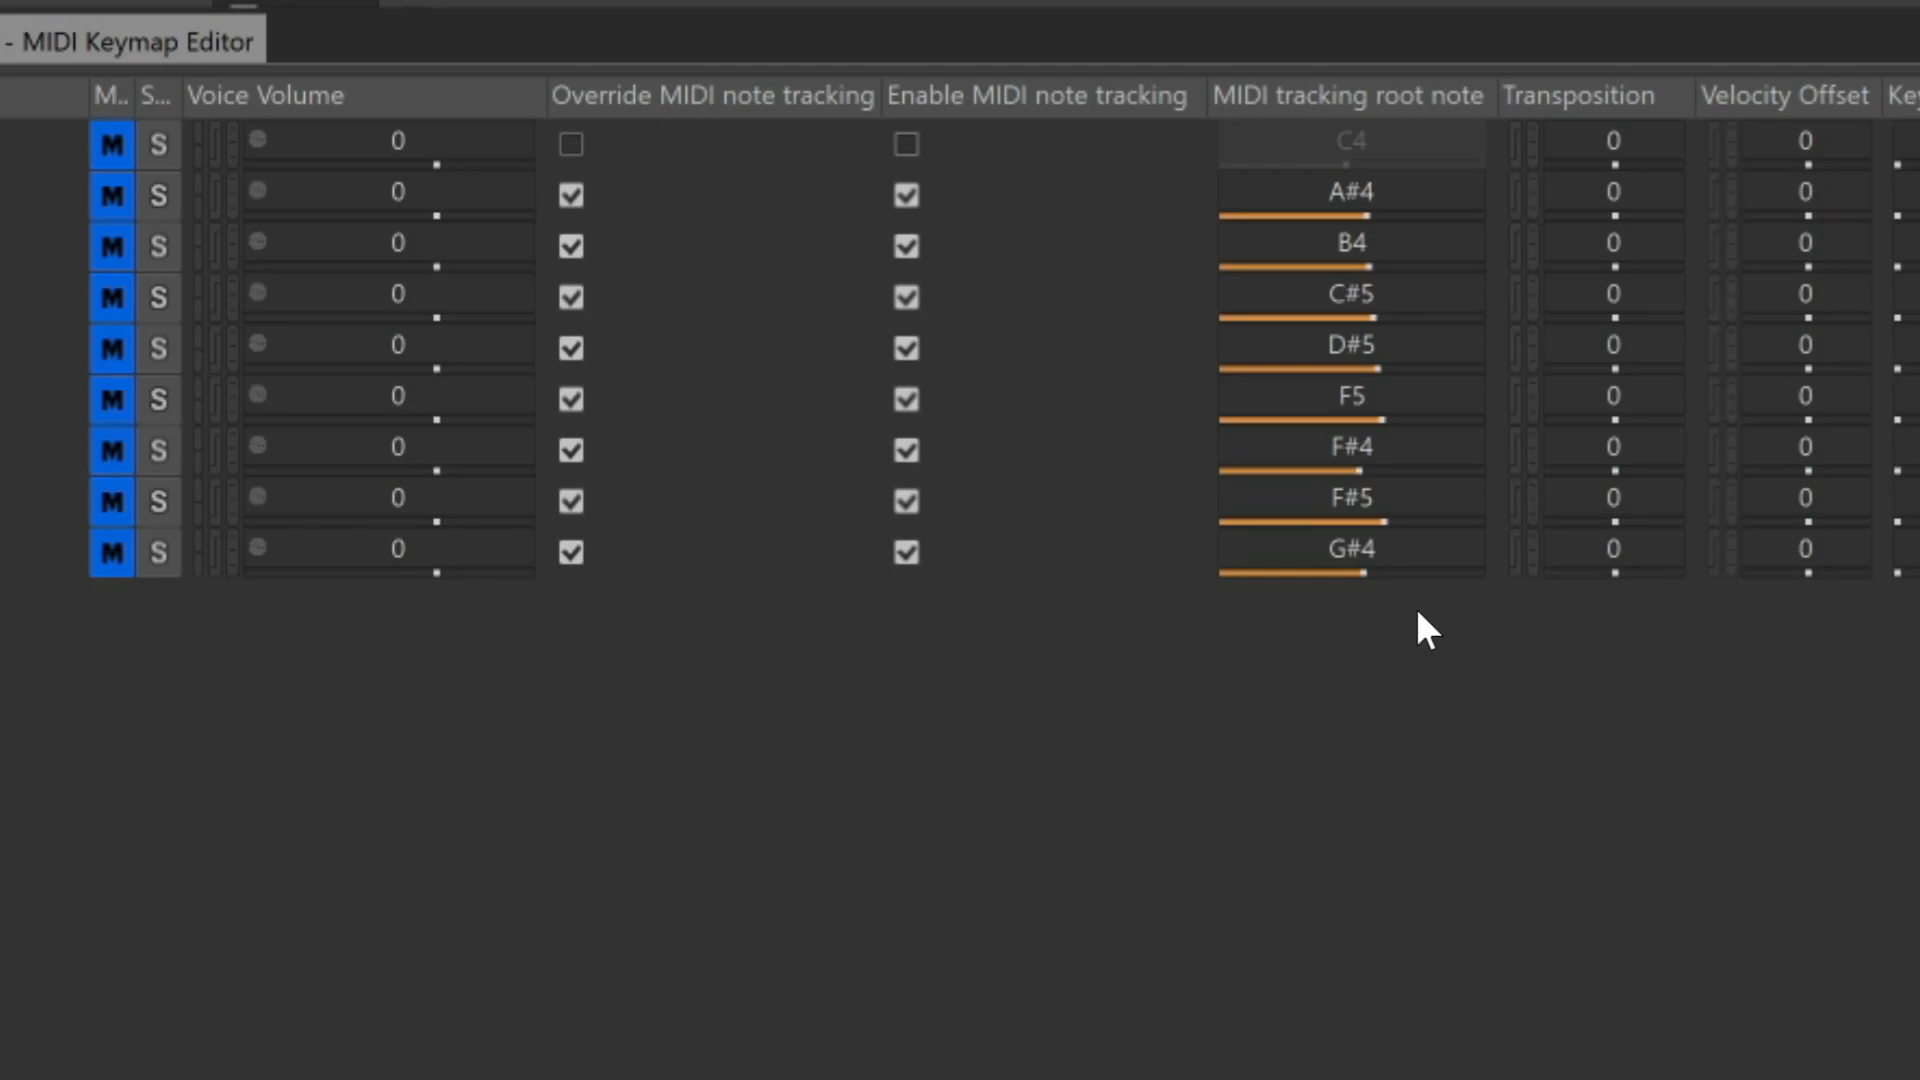 - MIDI Keymap Editor
M.. S... Voice Volume Override MIDI note tracking Enable MIDI note tracking MIDI tracking root note Transposition Velocity Offset Key
M S 0 C4 0 0
M S 0 A#4 0 0
M S 0 B4 0 0
M S 0 C#5 0 0
M S 0 D#5 0 0
M S 0 F5 0 0
M S 0 F#4 0 0
M S 0 F#5 0 0
M S 0 G#4 0 0